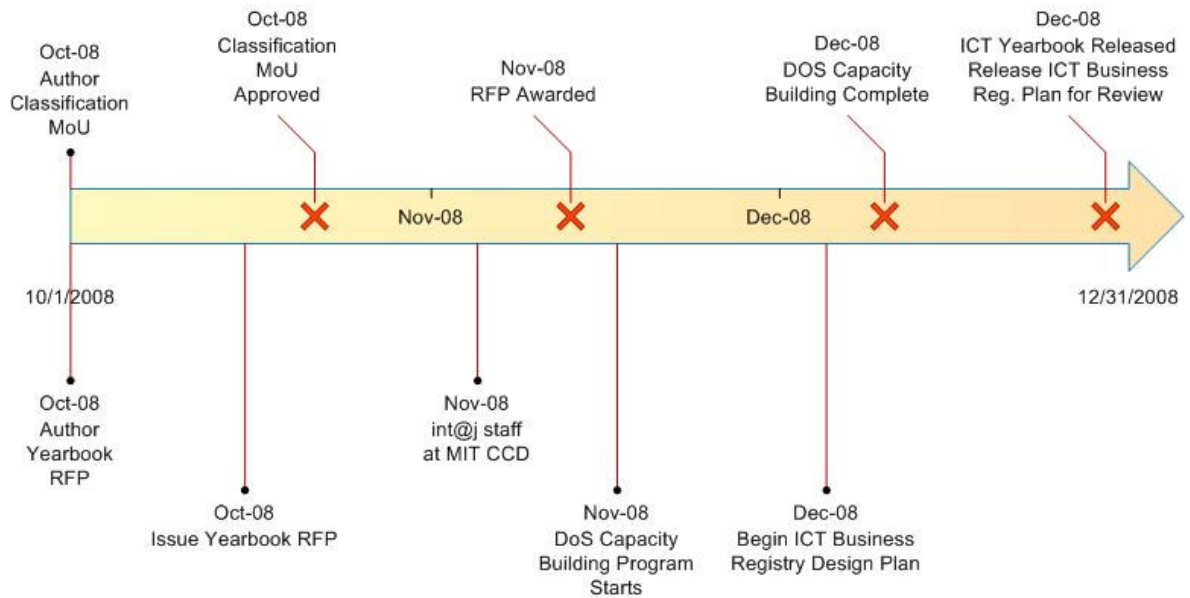 Oct-08
Author
Classification
MoU
Oct-08
Classification
MoU
Approved
Nov-08
RFP Awarded
Dec-08
DOS Capacity
Building Complete
Dec-08
ICT Yearbook Released
Release ICT Business
Reg. Plan for Review
Nov-08
Dec-08
10/1/2008
12/31/2008
Oct-08
Author
Yearbook
RFP
Oct-08
Issue Yearbook RFP
Nov-08
int@j staff
at MIT CCD
Nov-08
DoS Capacity
Building Program
Starts
Dec-08
Begin ICT Business
Registry Design Plan